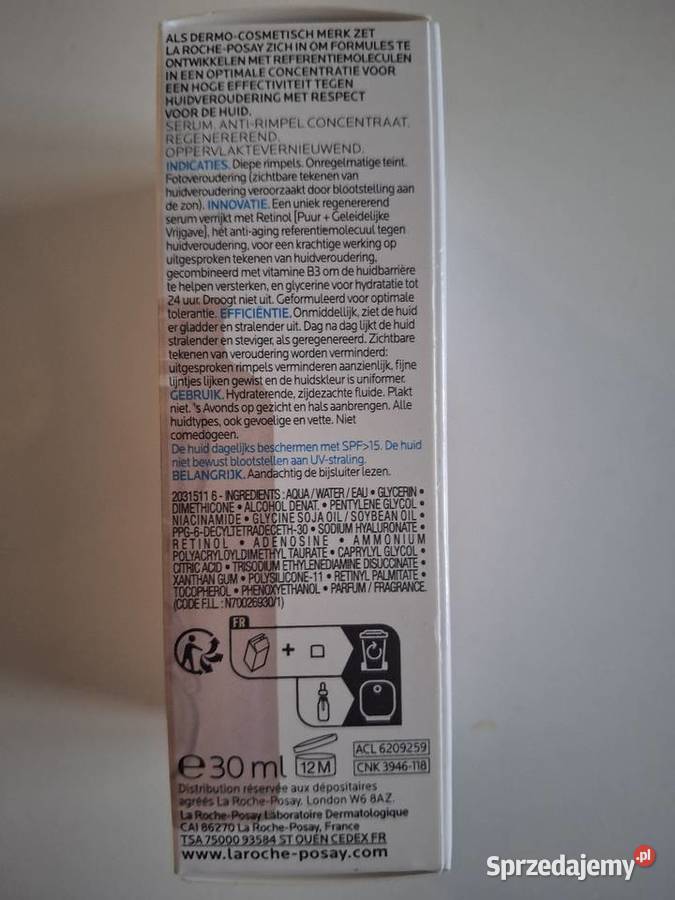 ALS DERMO-COSMETISCH MERK ZET
LA ROCHE-POSAY ZICH IN OM FORMULES TE
ONTWIKKELEN MET REFERENTIEMOLECULEN
IN EEN OPTIMALE CONCENTRATIE VOOR
EEN HOGE EFFECTIVITEIT TEGEN
HUIDVEROUDERING MET RESPECT
VOOR DE HUID.
SERUM. ANTI-RIMPEL CONCENTRAAT.
REGENEREREND.
OPPERVLAKTEVERNIEUWEND.
INDICATIES. Diepe rimpels. Onregelmatige teint.
Fotoveroudering (zichtbare tekenen van
huidveroudering veroorzaakt door blootstelling aan
de zon). INNOVATIE. Een uniek regenererend
serum verrijkt met Retinol [Puur + Geleidelijke
Vrijgave], hét anti-aging referentiemolecuul tegen
huidveroudering, voor een krachtige werking op
uitgesproken tekenen van huidveroudering,
gecombineerd met vitamine B3 om de huidbarrière
te helpen versterken, en glycerine voor hydratatie tot
24 uur. Droogt niet uit. Geformuleerd voor optimale
tolerantie. EFFICIËNTIE. Onmiddellijk, ziet de huid
er gladder en stralender uit. Dag na dag lijkt de huid
stralender en steviger, als geregenereerd. Zichtbare
tekenen van veroudering worden verminderd:
uitgesproken rimpels verminderen aanzienlijk, fijne
lijntjes lijken gewist en de huidskleur is uniformer.
GEBRUIK. Hydraterende, zijdezachte fluide. Plakt
niet. 's Avonds op gezicht en hals aanbrengen. Alle
huidtypes, ook gevoelige en vette. Niet
comedogeen.
De huid dagelijks beschermen met SPF>15. De huid
niet bewust blootstellen aan UV-straling.
BELANGRIJK. Aandachtig de bijsluiter lezen.
2031511 6 - INGREDIENTS : AQUA / WATER / EAU • GLYCERIN •
DIMETHICONE • ALCOHOL DENAT. • PENTYLENE GLYCOL •
NIACINAMIDE • GLYCINE SOJA OIL / SOYBEAN OIL •
PPG-6-DECYLTETRADECETH-30 • SODIUM HYALURONATE •
RETINOL • ADENOSINE • AMMONIUM
POLYACRYLOYLDIMETHYL TAURATE • CAPRYLYL GLYCOL •
CITRIC ACID • TRISODIUM ETHYLENEDIAMINE DISUCCINATE •
XANTHAN GUM • POLYSILICONE-11 • RETINYL PALMITATE •
TOCOPHEROL • PHENOXYETHANOL • PARFUM / FRAGRANCE.
(CODE F.I.L. : N70026930/1)
FR
+
e 30 ml
12 M
ACL 6209259
CNK 3946-118
Distribution réservée aux dépositaires
agréés La Roche-Posay. London W6 8AZ.
La Roche-Posay Laboratoire Dermatologique
CAI 86270 La Roche-Posay, France
TSA 75000 93584 ST OUEN CEDEX FR
www.laroche-posay.com
Sprzedajemy.pl